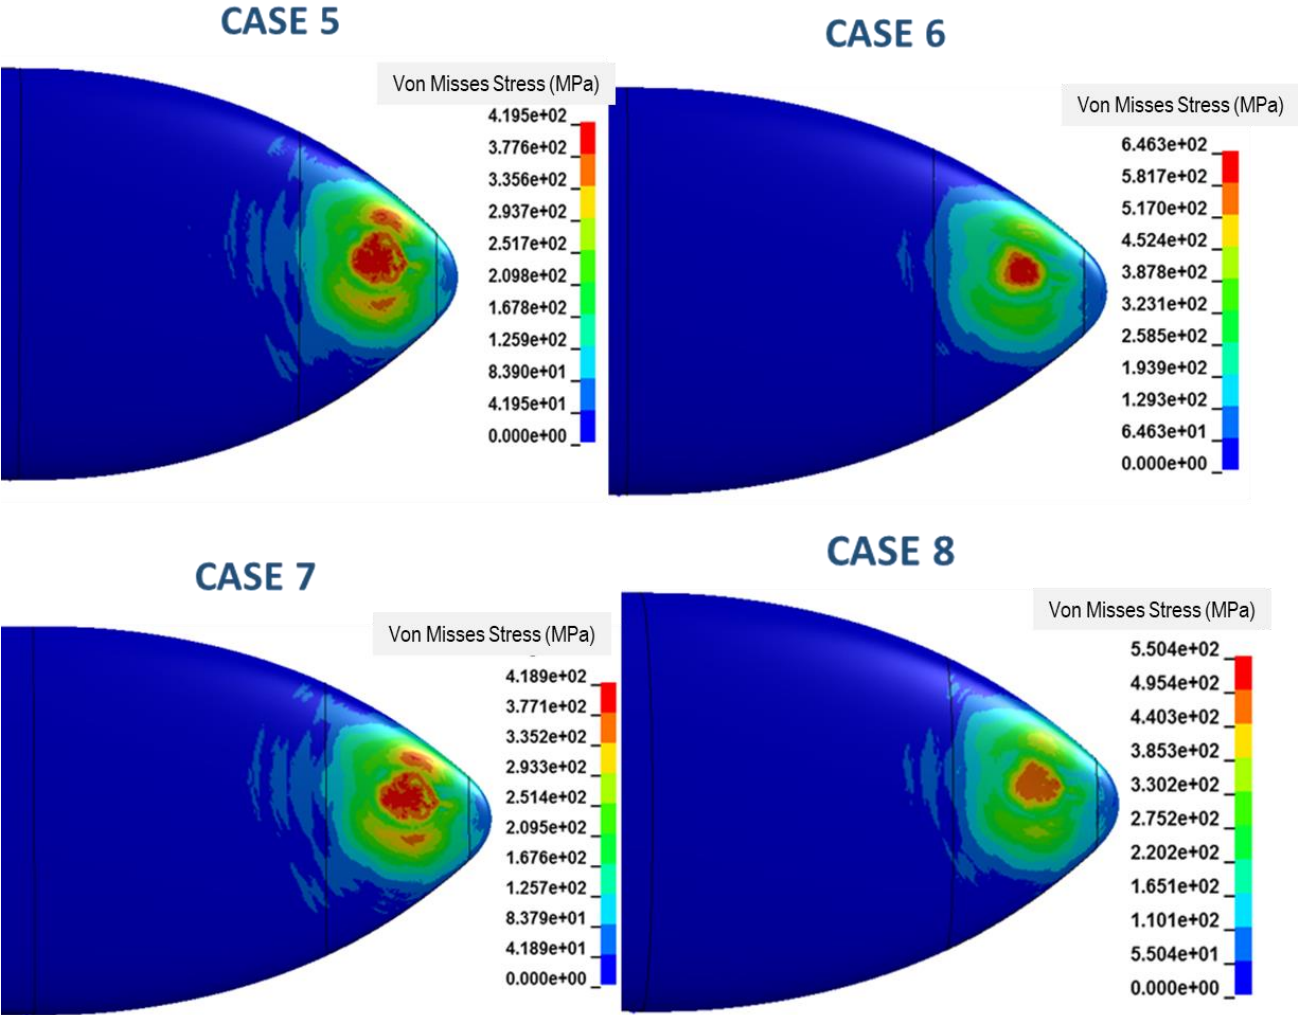 CASE 5
Von Misses Stress (MPa)
4.195e+02
3.776e+02
3.356e+02
2.937e+02
2.517e+02
2.098e+02
1.678e+02
1.259e+02
8.390e+01
4.195e+01
0.000e+00
CASE 6
Von Misses Stress (MPa)
6.463e+02
5.817e+02
5.170e+02
4.524e+02
3.878e+02
3.231e+02
2.585e+02
1.939e+02
1.293e+02
6.463e+01
0.000e+00
CASE 7
Von Misses Stress (MPa)
4.189e+02
3.771e+02
3.352e+02
2.933e+02
2.514e+02
2.095e+02
1.676e+02
1.257e+02
8.379e+01
4.189e+01
0.000e+00
CASE 8
Von Misses Stress (MPa)
5.504e+02
4.954e+02
4.403e+02
3.853e+02
3.302e+02
2.752e+02
2.202e+02
1.651e+02
1.101e+02
5.504e+01
0.000e+00